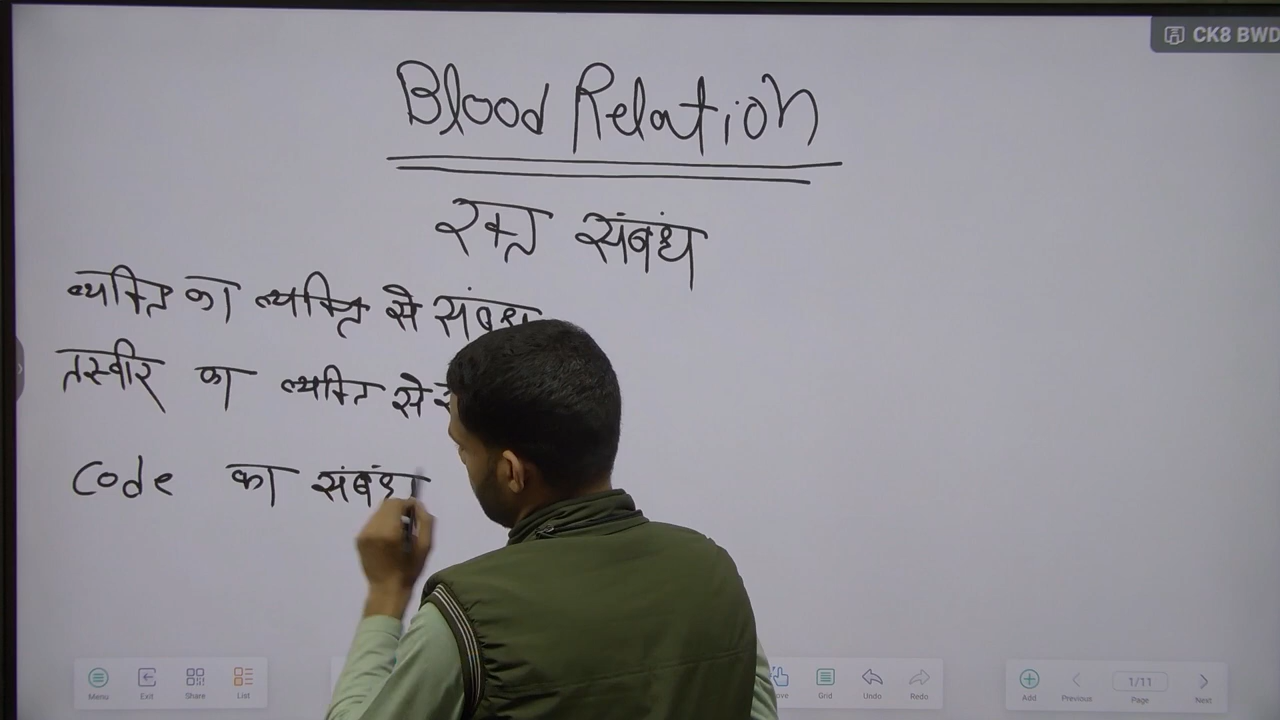 CK8 BWD
Blood Relation
रक्त संबंध
व्यक्ति का व्यक्ति से संबंध
तस्वीर का व्यक्ति से
Code का संबंध
Menu Exit Share List Grid Undo Redo Add Previous 1/11 Page Next